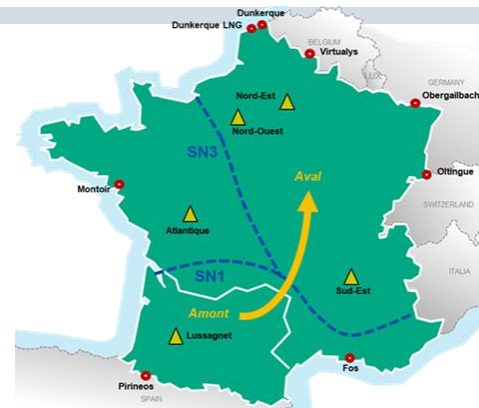 Dunkerque
Dunkerque LNG
BELGIUM
Virtualys
LUX
GERMANY
Nord-Est
Obergailbach
Nord-Ouest
SN3
Aval
Oltingue
Montoir
SWITZERLAND
Atlantique
SN1
ITALIA
Sud-Est
Amont
Lussagnet
Fos
Pirineos
SPAIN